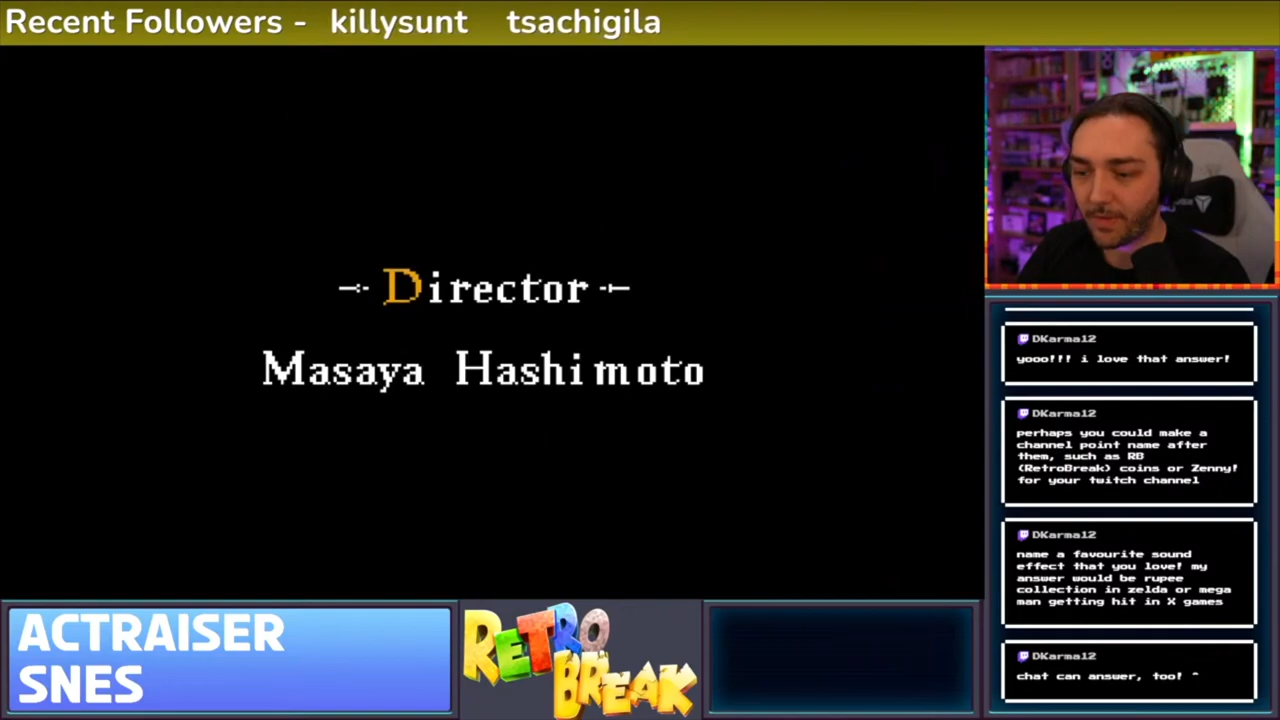 Recent Followers - killysunt tsachigila
Director
Masaya Hashimoto
DKarma12
yooo!!! i love that answer!
DKarma12
perhaps you could make a
channel point name after
them, such as RB
(RetroBreak) coins or Zenny!
for your twitch channel
DKarma12
name a favourite sound
effect that you love! my
answer would be rupee
collection in zelda or mega
man getting hit in X games
DKarma12
chat can answer, too! ^
ACTRAISER
SNES
RETRO
BREAK